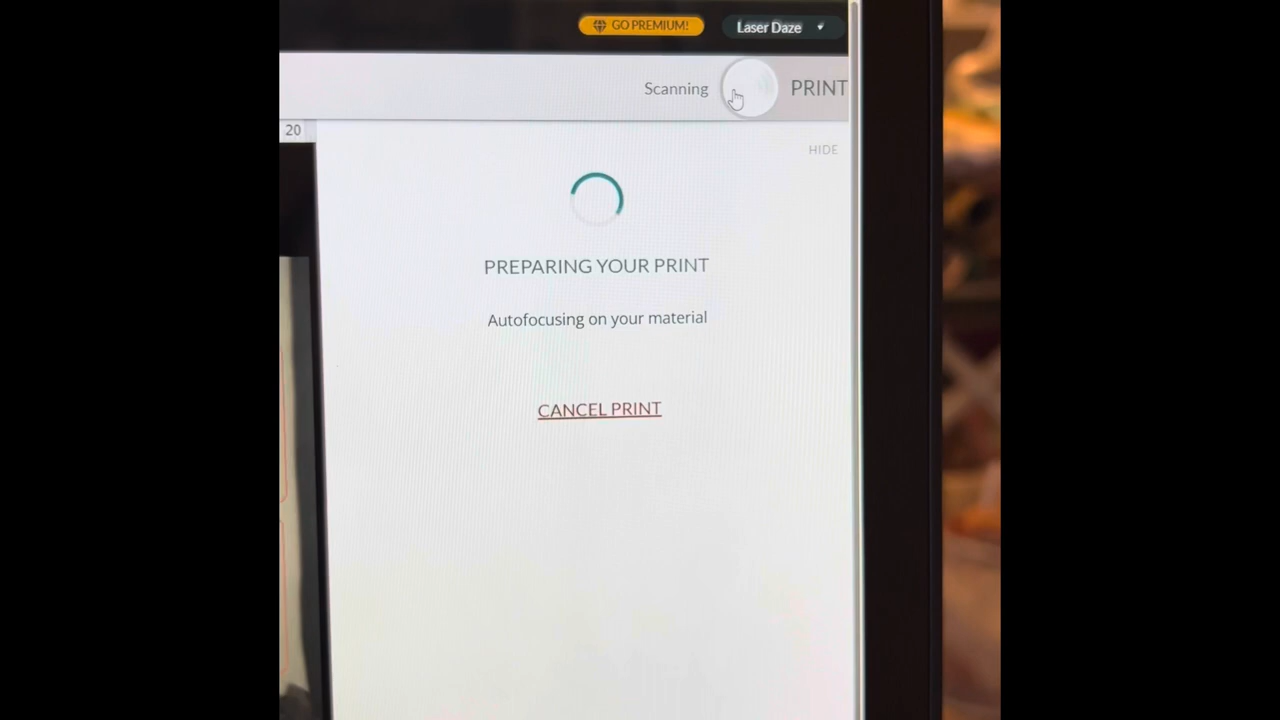 GO PREMIUM!
Laser Daze
Scanning
PRINT
20
HIDE
PREPARING YOUR PRINT
Autofocusing on your material
CANCEL PRINT